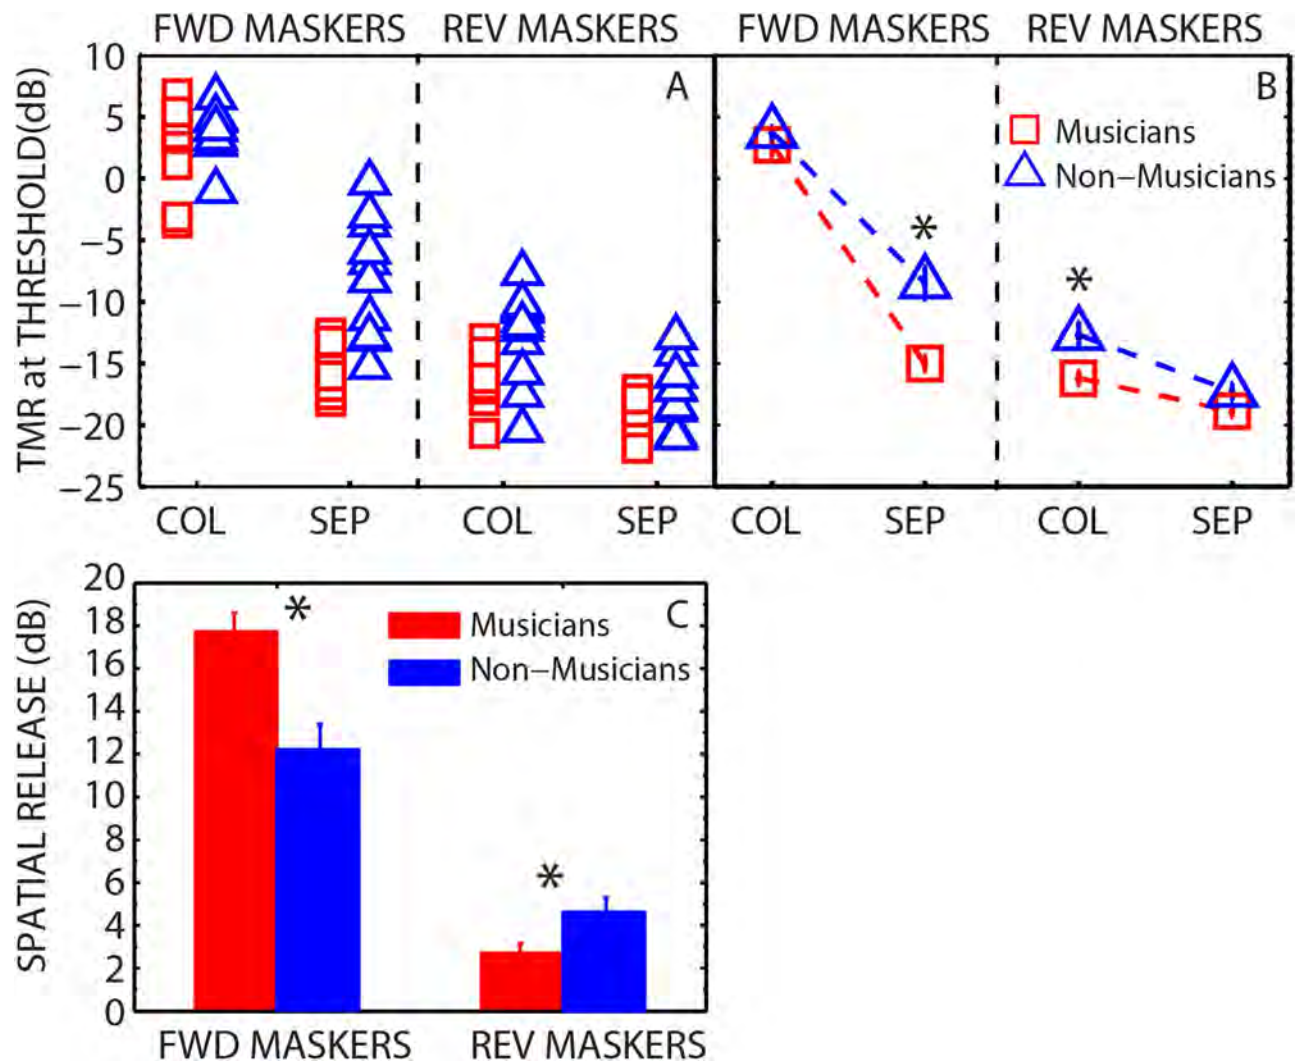 FWD MASKERS REV MASKERS FWD MASKERS REV MASKERS
TMR at THRESHOLD(dB)
10
5
0
−5
−10
−15
−20
−25
A
B
Musicians
Non−Musicians
*
*
COL SEP COL SEP COL SEP COL SEP
SPATIAL RELEASE (dB)
20
18
16
14
12
10
8
6
4
2
0
*
C
Musicians
Non−Musicians
*
FWD MASKERS REV MASKERS